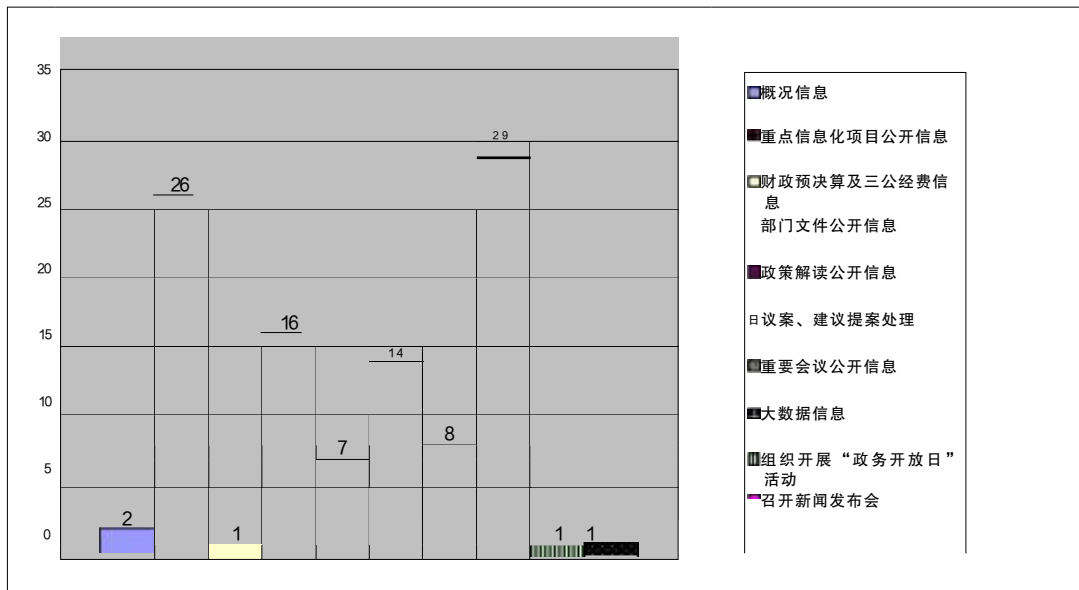 35
30
25
20
15
10
5
0
29
26
16
14
7
8
2
1
1 1
概况信息
重点信息化项目公开信息
财政预决算及三公经费信
息
部门文件公开信息
政策解读公开信息
日议案、建议提案处理
重要会议公开信息
大数据信息
组织开展“政务开放日”
活动
召开新闻发布会